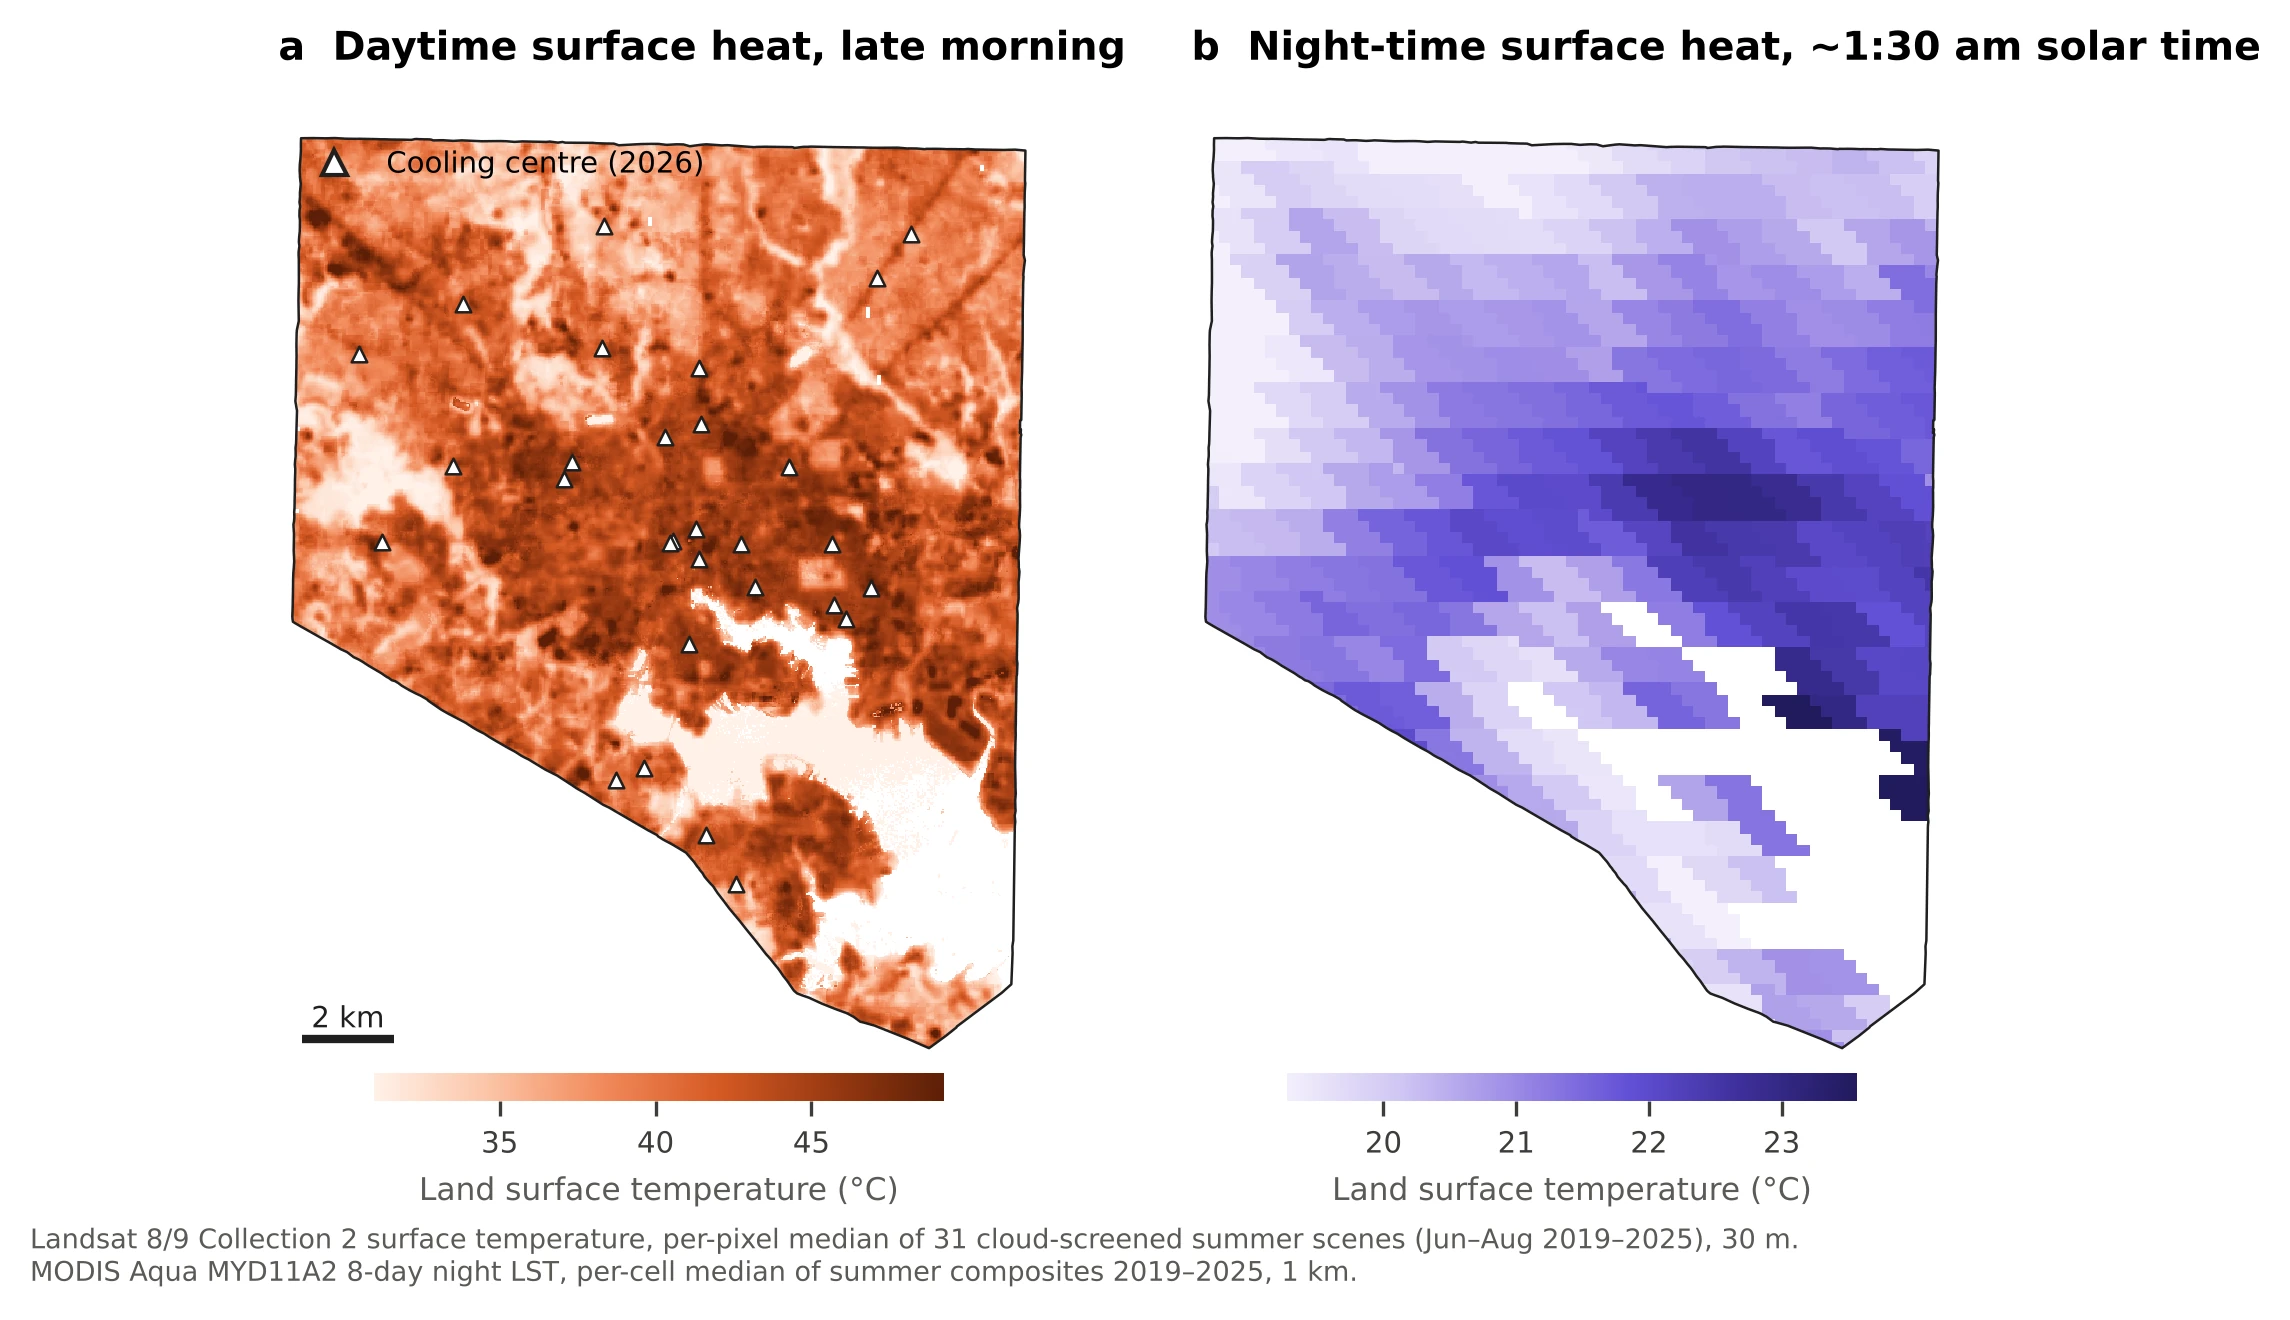 a Daytime surface heat, late morning
b Night-time surface heat, ~1:30 am solar time
Cooling centre (2026)
2 km
35 40 45
Land surface temperature (°C)
20 21 22 23
Land surface temperature (°C)
Landsat 8/9 Collection 2 surface temperature, per-pixel median of 31 cloud-screened summer scenes (Jun–Aug 2019–2025), 30 m.
MODIS Aqua MYD11A2 8-day night LST, per-cell median of summer composites 2019–2025, 1 km.